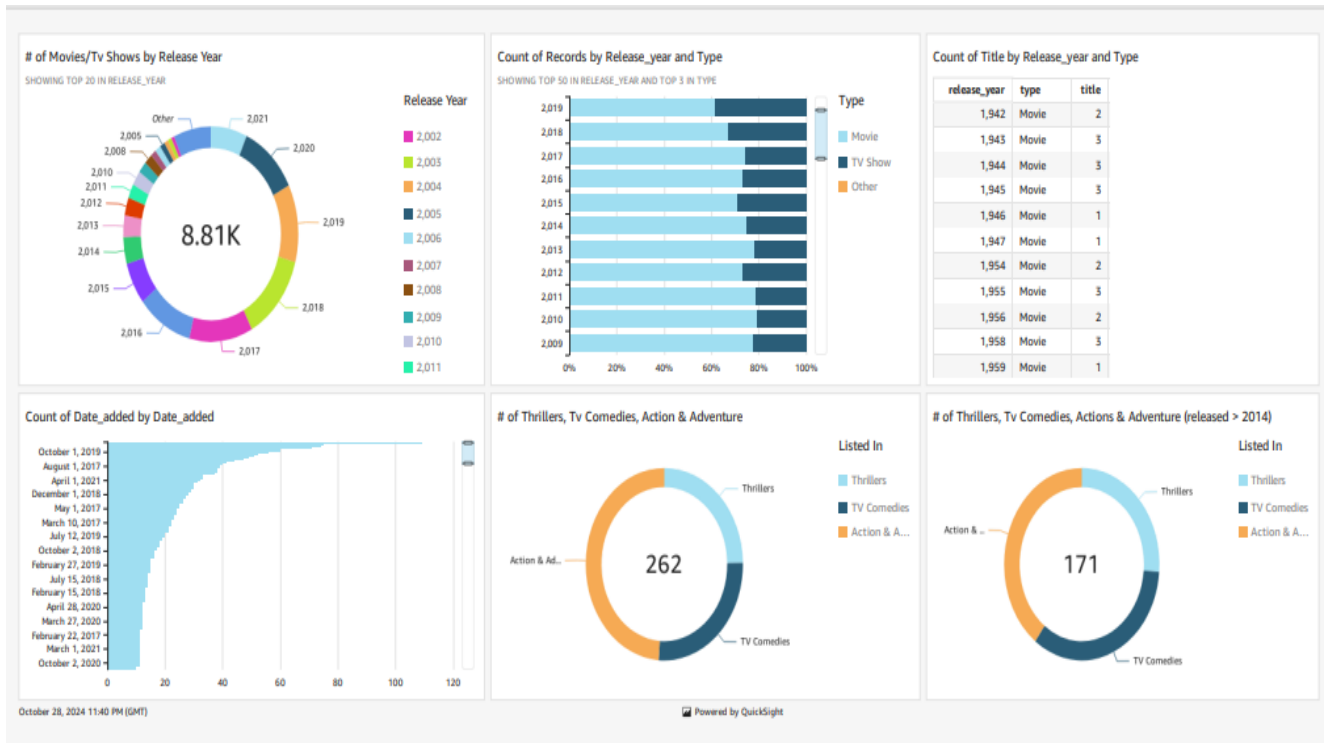 # of Movies/Tv Shows by Release Year
SHOWING TOP 20 IN RELEASE_YEAR
Other
2,021
2,020
2,019
2,018
2,017
2,016
2,015
2,014
2,013
2,012
2,011
2,010
2,008
2,005
8.81K
Release Year
2,002
2,003
2,004
2,005
2,006
2,007
2,008
2,009
2,010
2,011
Count of Records by Release_year and Type
SHOWING TOP 50 IN RELEASE_YEAR AND TOP 3 IN TYPE
2,019
2,018
2,017
2,016
2,015
2,014
2,013
2,012
2,011
2,010
2,009
0% 20% 40% 60% 80% 100%
Type
Movie
TV Show
Other
Count of Title by Release_year and Type
release_year type title
1,942 Movie 2
1,943 Movie 3
1,944 Movie 3
1,945 Movie 3
1,946 Movie 1
1,947 Movie 1
1,954 Movie 2
1,955 Movie 3
1,956 Movie 2
1,958 Movie 3
1,959 Movie 1
Count of Date_added by Date_added
October 1, 2019
August 1, 2017
April 1, 2021
December 1, 2018
May 1, 2017
March 10, 2017
July 12, 2019
October 2, 2018
February 27, 2019
July 15, 2018
February 15, 2018
April 28, 2020
March 27, 2020
February 22, 2017
March 1, 2021
October 2, 2020
0 20 40 60 80 100 120
# of Thrillers, Tv Comedies, Action & Adventure
Thrillers
Action & Ad...
262
TV Comedies
Listed In
Thrillers
TV Comedies
Action & A...
# of Thrillers, Tv Comedies, Actions & Adventure (released > 2014)
Thrillers
Action & ...
171
TV Comedies
Listed In
Thrillers
TV Comedies
Action & A...
October 28, 2024 11:40 PM (GMT)
Powered by QuickSight